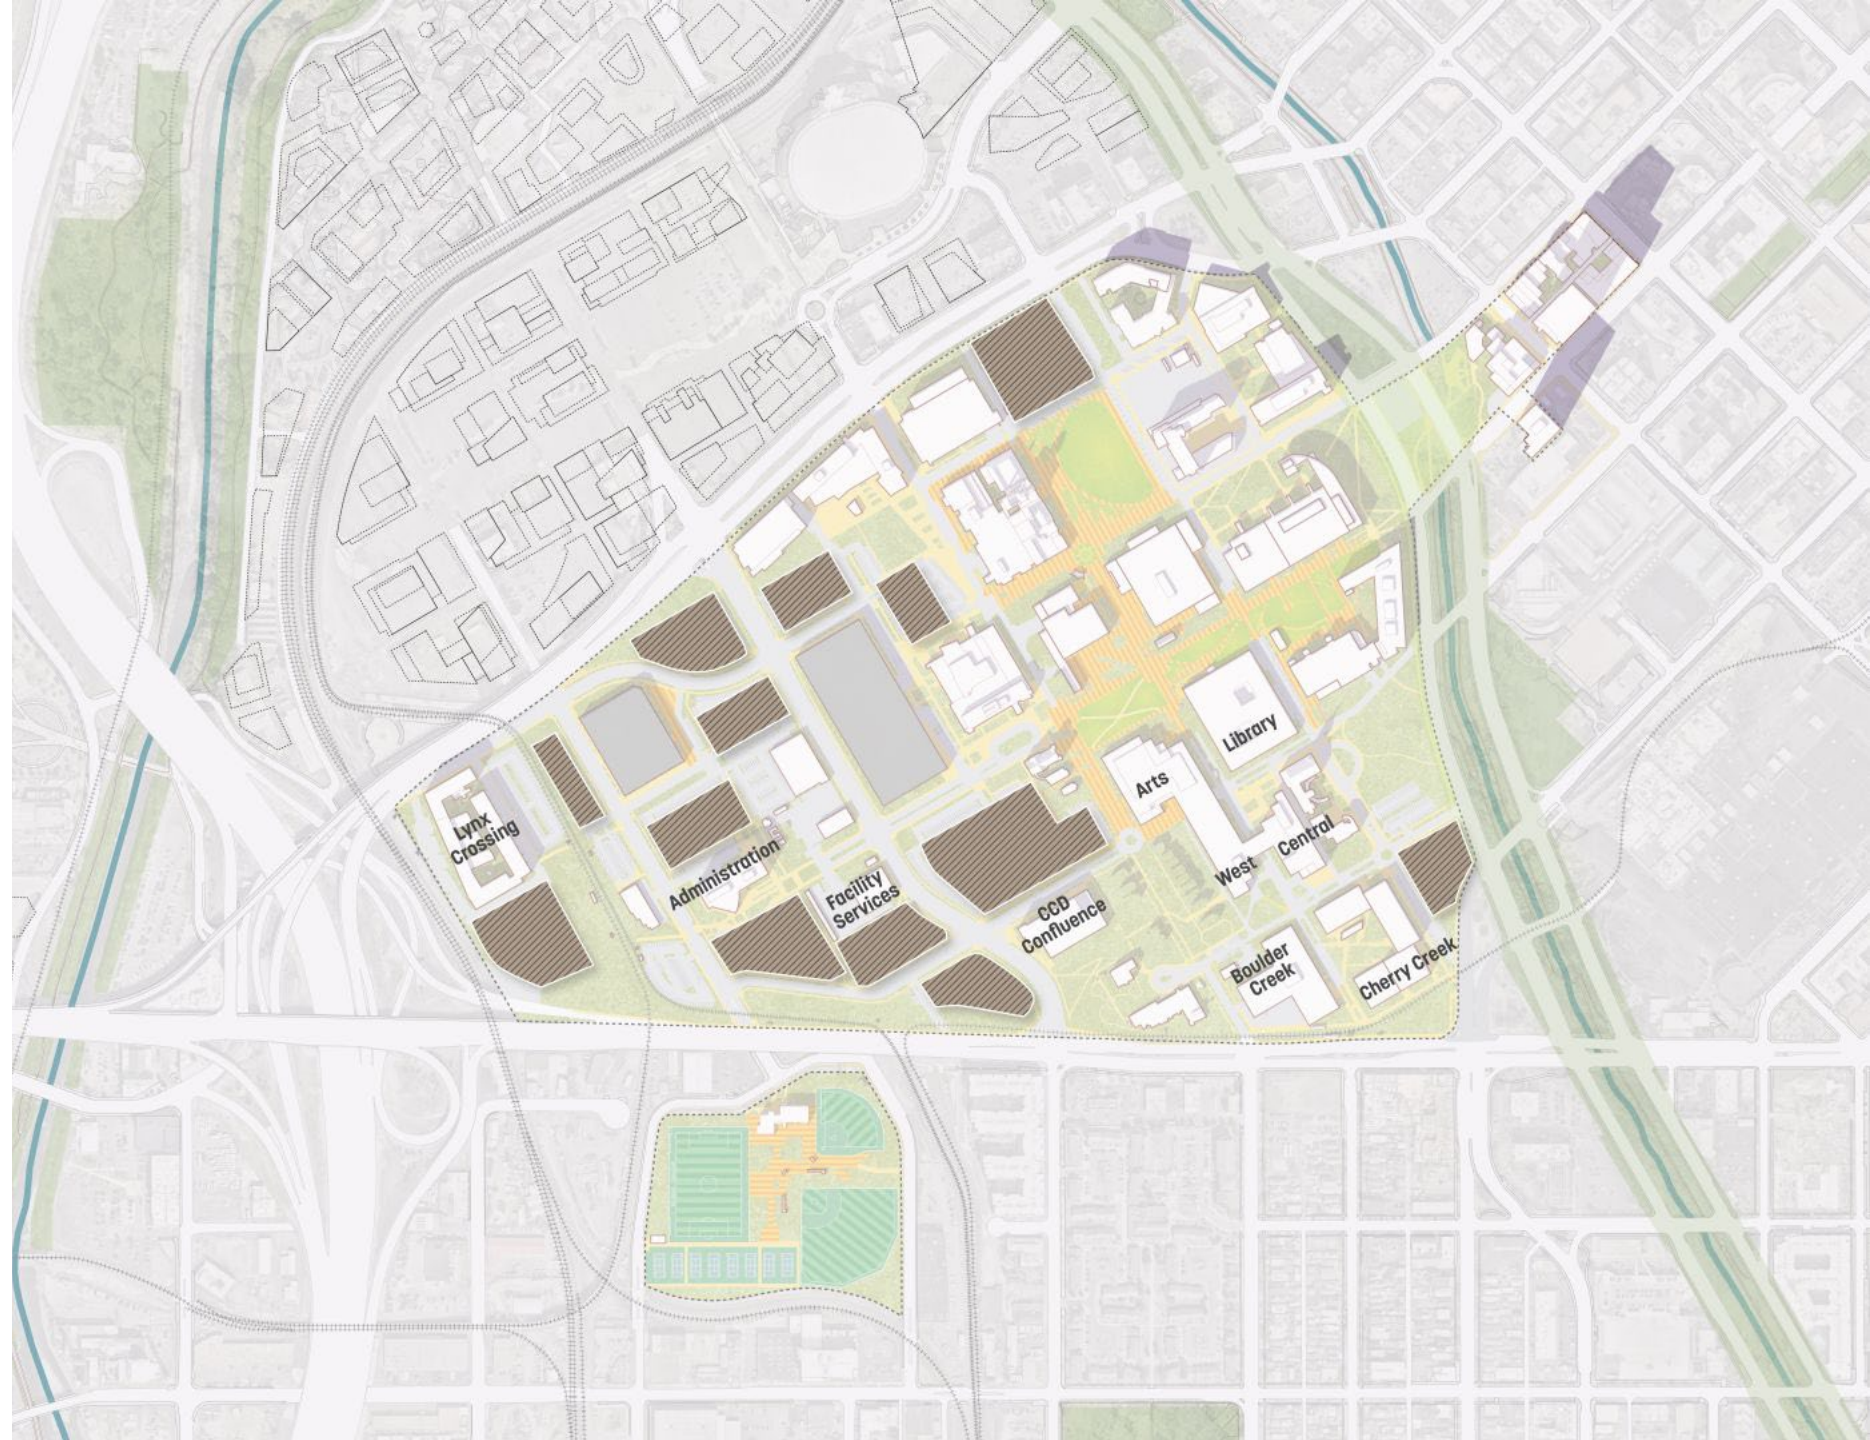 Library
Arts
Lynx
Crossing
Central
Administration
West
Facility
Services
CCD
Confluence
Boulder
Creek
Cherry Creek